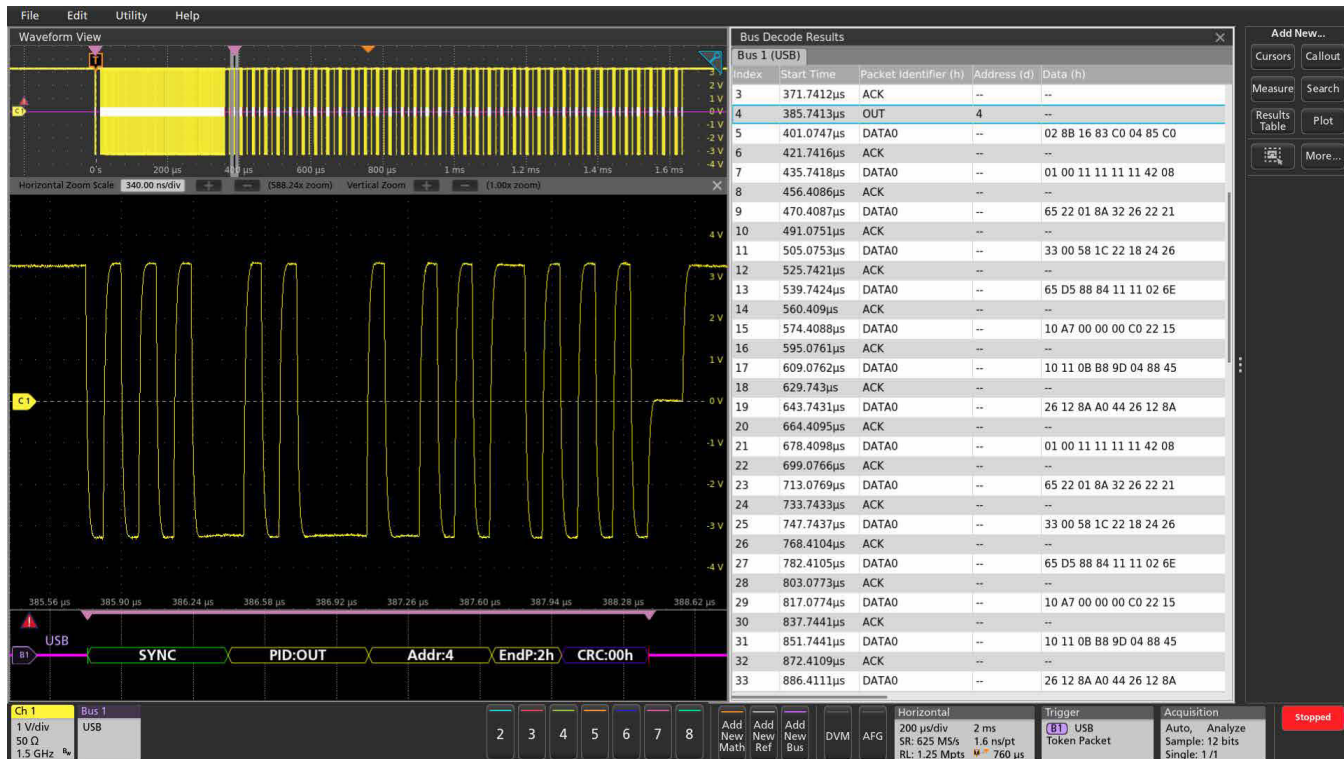 File Edit Utility Help
Waveform View
T
C1
3 V
2 V
1 V
0 V
-1 V
-2 V
-3 V
-4 V
0's 200 µs 400 µs 600 µs 800 µs 1 ms 1.2 ms 1.4 ms 1.6 ms
Horizontal Zoom Scale 340.00 ns/div + − (588.24x zoom) Vertical Zoom + − (1.00x zoom) ×
4 V
3 V
2 V
1 V
C1
0 V
-1 V
-2 V
-3 V
-4 V
385.56 µs 385.90 µs 386.24 µs 386.58 µs 386.92 µs 387.26 µs 387.60 µs 387.94 µs 388.28 µs 388.62 µs
!
USB
B1 SYNC PID:OUT Addr:4 EndP:2h CRC:00h
Bus Decode Results ×
Bus 1 (USB)
Index Start Time Packet Identifier (h) Address (d) Data (h)
3 371.7412µs ACK -- --
4 385.7413µs OUT 4 --
5 401.0747µs DATA0 -- 02 8B 16 83 C0 04 85 C0
6 421.7416µs ACK -- --
7 435.7418µs DATA0 -- 01 00 11 11 11 11 42 08
8 456.4086µs ACK -- --
9 470.4087µs DATA0 -- 65 22 01 8A 32 26 22 21
10 491.0751µs ACK -- --
11 505.0753µs DATA0 -- 33 00 58 1C 22 18 24 26
12 525.7421µs ACK -- --
13 539.7424µs DATA0 -- 65 D5 88 84 11 11 02 6E
14 560.409µs ACK -- --
15 574.4088µs DATA0 -- 10 A7 00 00 00 C0 22 15
16 595.0761µs ACK -- --
17 609.0762µs DATA0 -- 10 11 0B B8 9D 04 88 45
18 629.743µs ACK -- --
19 643.7431µs DATA0 -- 26 12 8A A0 44 26 12 8A
20 664.4095µs ACK -- --
21 678.4098µs DATA0 -- 01 00 11 11 11 11 42 08
22 699.0766µs ACK -- --
23 713.0769µs DATA0 -- 65 22 01 8A 32 26 22 21
24 733.7433µs ACK -- --
25 747.7437µs DATA0 -- 33 00 58 1C 22 18 24 26
26 768.4104µs ACK -- --
27 782.4105µs DATA0 -- 65 D5 88 84 11 11 02 6E
28 803.0773µs ACK -- --
29 817.0774µs DATA0 -- 10 A7 00 00 00 C0 22 15
30 837.7441µs ACK -- --
31 851.7441µs DATA0 -- 10 11 0B B8 9D 04 88 45
32 872.4109µs ACK -- --
33 886.4111µs DATA0 -- 26 12 8A A0 44 26 12 8A
Add New...
Cursors Callout
Measure Search
Results Table Plot
More...
Ch 1
1 V/div
50 Ω
1.5 GHz Bw
Bus 1
USB
2 3 4 5 6 7 8
Add New Math
Add New Ref
Add New Bus
DVM AFG
Horizontal
200 µs/div 2 ms
SR: 625 MS/s 1.6 ns/pt
RL: 1.25 Mpts 760 µs
Trigger
B1 USB
Token Packet
Acquisition
Auto, Analyze
Sample: 12 bits
Single: 1/1
Stopped